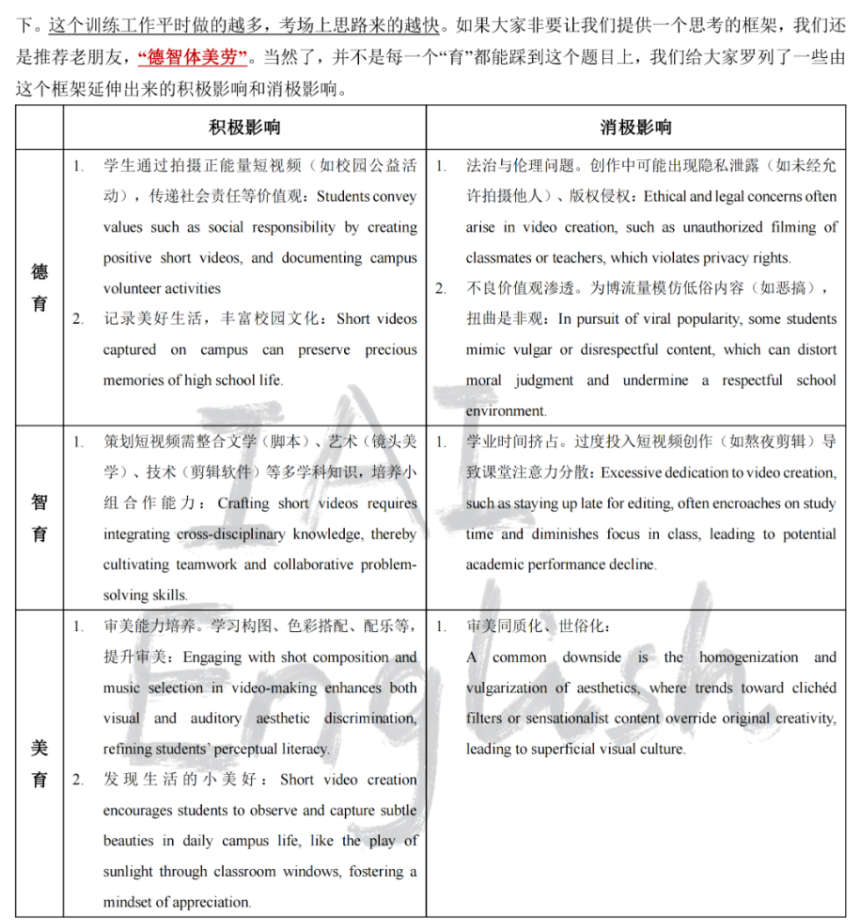 下。这个训练工作平时做的越多，考场上思路来的越快。如果大家非要让我们提供一个思考的框架，我们还
是推荐老朋友，“德智体美劳”。当然了，并不是每一个“育”都能踩到这个题目上，我们给大家罗列了一些由
这个框架延伸出来的积极影响和消极影响。
积极影响
消极影响
德
育
1. 学生通过拍摄正能量短视频（如校园公益活
动），传递社会责任等价值观：Students convey
values such as social responsibility by creating
positive short videos, and documenting campus
volunteer activities
2. 记录美好生活，丰富校园文化：Short videos
captured on campus can preserve precious
memories of high school life.
1. 法治与伦理问题。创作中可能出现隐私泄露（如未经允
许拍摄他人）、版权侵权：Ethical and legal concerns often
arise in video creation, such as unauthorized filming of
classmates or teachers, which violates privacy rights.
2. 不良价值观渗透。为博流量模仿低俗内容（如恶搞），
扭曲是非观：In pursuit of viral popularity, some students
mimic vulgar or disrespectful content, which can distort
moral judgment and undermine a respectful school
environment.
智
育
1. 策划短视频需整合文学（脚本）、艺术（镜头美
学）、技术（剪辑软件）等多学科知识，培养小
组合作能力：Crafting short videos requires
integrating cross-disciplinary knowledge, thereby
cultivating teamwork and collaborative problem-
solving skills.
1. 学业时间挤占。过度投入短视频创作（如熬夜剪辑）导
致课堂注意力分散：Excessive dedication to video creation,
such as staying up late for editing, often encroaches on study
time and diminishes focus in class, leading to potential
academic performance decline.
美
育
1. 审美能力培养。学习构图、色彩搭配、配乐等，
提升审美：Engaging with shot composition and
music selection in video-making enhances both
visual and auditory aesthetic discrimination,
refining students’ perceptual literacy.
2. 发现生活的小美好：Short video creation
encourages students to observe and capture subtle
beauties in daily campus life, like the play of
sunlight through classroom windows, fostering a
mindset of appreciation.
1. 审美同质化、世俗化：
A common downside is the homogenization and
vulgarization of aesthetics, where trends toward clichéd
filters or sensationalist content override original creativity,
leading to superficial visual culture.
IAI
English